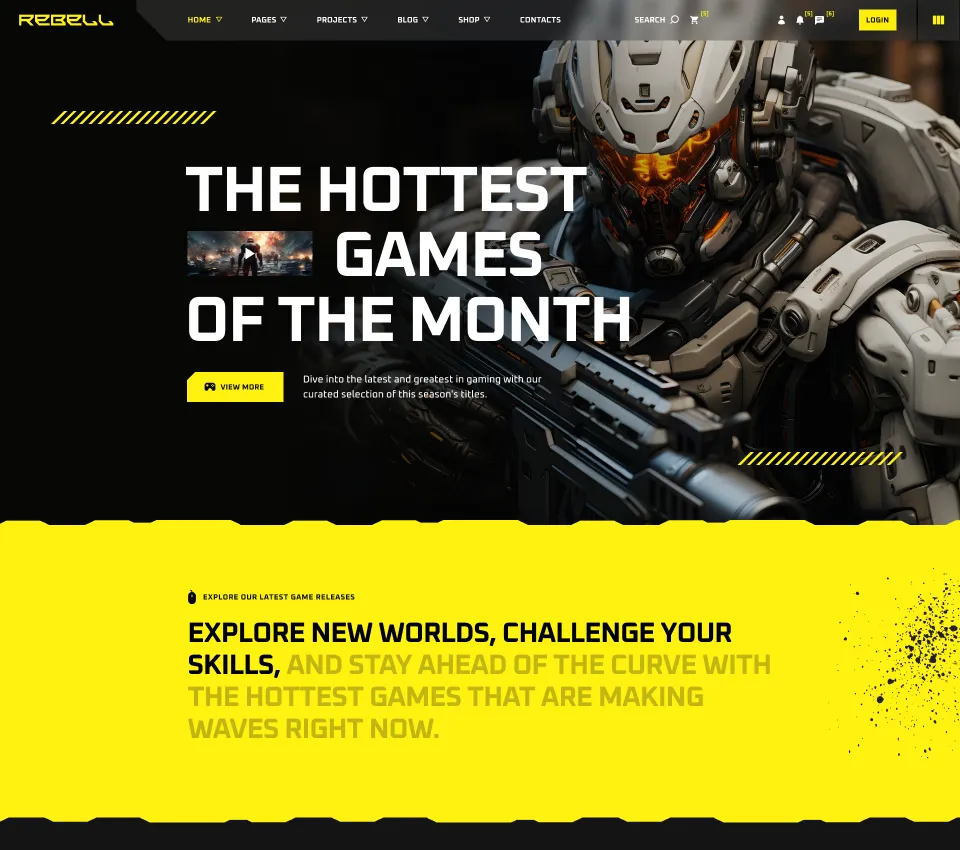 REBELL
HOME PAGES PROJECTS BLOG SHOP CONTACTS SEARCH [5] [5] [6] LOGIN
THE HOTTEST
GAMES
OF THE MONTH
VIEW MORE
Dive into the latest and greatest in gaming with our
curated selection of this season's titles.
EXPLORE OUR LATEST GAME RELEASES
EXPLORE NEW WORLDS, CHALLENGE YOUR
SKILLS, AND STAY AHEAD OF THE CURVE WITH
THE HOTTEST GAMES THAT ARE MAKING
WAVES RIGHT NOW.